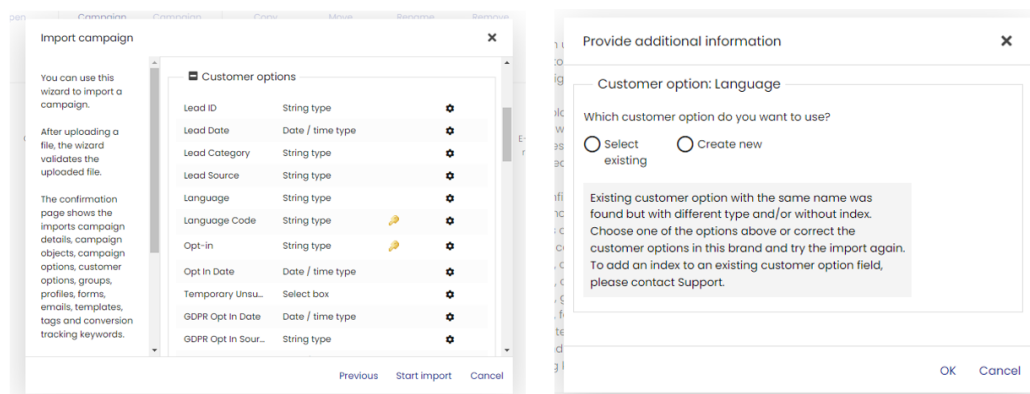 Campaign Campaign Copy Move Rename Remove
Import campaign
You can use this
wizard to import a
campaign.
After uploading a
file, the wizard
validates the
uploaded file.
The confirmation
page shows the
imports campaign
details, campaign
objects, campaign
options, customer
options, groups,
profiles, forms,
emails, templates,
tags and conversion
tracking keywords.
Customer options
Lead ID String type
Lead Date Date / time type
Lead Category String type
Lead Source String type
Language String type
Language Code String type
Opt-in String type
Opt In Date Date / time type
Temporary Unsu... Select box
GDPR Opt In Date Date / time type
GDPR Opt In Sour... String type
Previous Start import Cancel
Provide additional information
Customer option: Language
Which customer option do you want to use?
Select
existing
Create new
Existing customer option with the same name was
found but with different type and/or without index.
Choose one of the options above or correct the
customer options in this brand and try the import again.
To add an index to an existing customer option field,
please contact Support.
OK Cancel